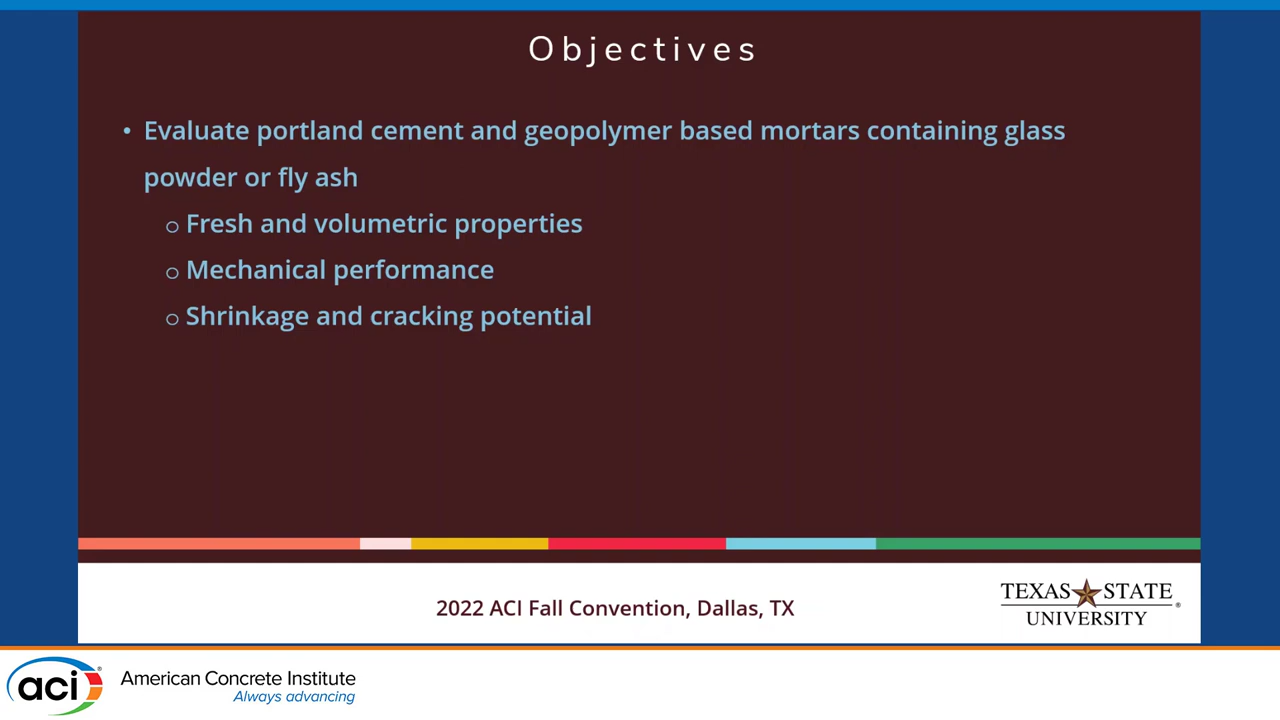 Objectives
• Evaluate portland cement and geopolymer based mortars containing glass
powder or fly ash
o Fresh and volumetric properties
o Mechanical performance
o Shrinkage and cracking potential
2022 ACI Fall Convention, Dallas, TX
TEXAS STATE
UNIVERSITY®
aci®
American Concrete Institute
Always advancing